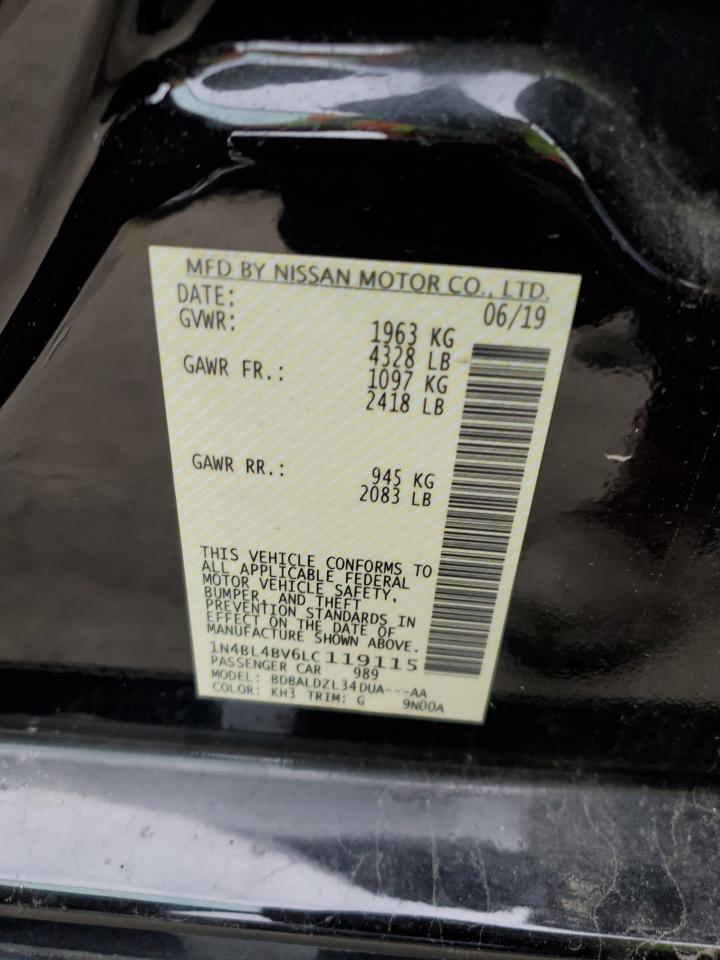 MFD BY NISSAN MOTOR CO., LTD.
DATE: 06/19
GVWR: 1963 KG
4328 LB
GAWR FR.: 1097 KG
2418 LB
GAWR RR.: 945 KG
2083 LB
THIS VEHICLE CONFORMS TO
ALL APPLICABLE FEDERAL
MOTOR VEHICLE SAFETY,
BUMPER, AND THEFT
PREVENTION STANDARDS IN
EFFECT ON THE DATE OF
MANUFACTURE SHOWN ABOVE.
1N4BL4BV6LC119115
PASSENGER CAR 989
MODEL: BDBALDZL34DUA---AA
COLOR: KH3 TRIM: G 9N00A